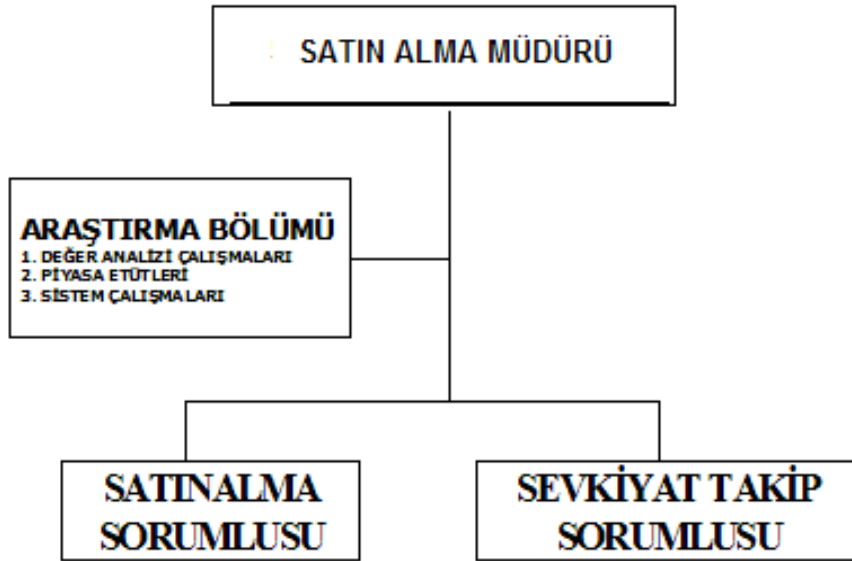 SATIN ALMA MÜDÜRÜ
ARAŞTIRMA BÖLÜMÜ
1. DEĞER ANALİZİ ÇALIŞMALARI
2. PİYASA ETÜTLERİ
3. SİSTEM ÇALIŞMALARI
SATINALMA
SORUMLUSU
SEVKİYAT TAKİP
SORUMLUSU